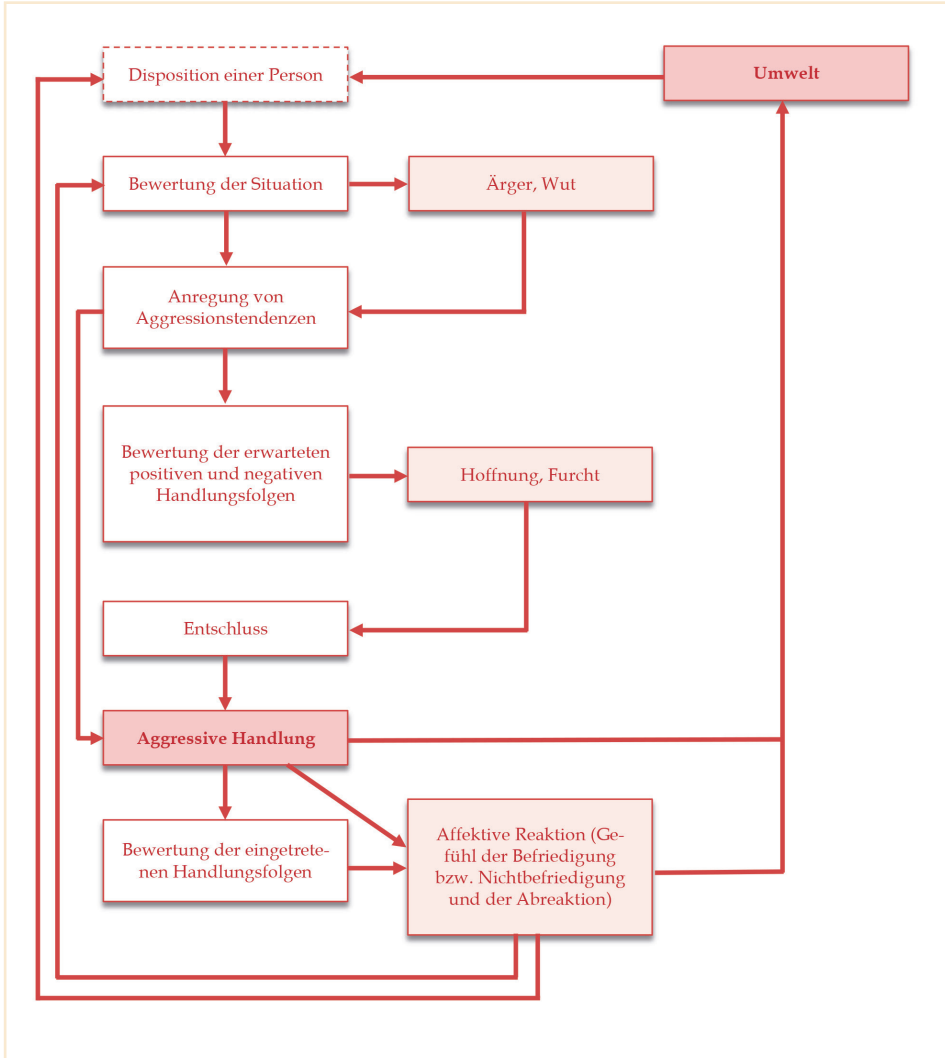 Disposition einer Person
Umwelt
Bewertung der Situation
Ärger, Wut
Anregung von
Aggressionstendenzen
Bewertung der erwarteten
positiven und negativen
Handlungsfolgen
Hoffnung, Furcht
Entschluss
Aggressive Handlung
Bewertung der eingetrete-
nen Handlungsfolgen
Affektive Reaktion (Ge-
fühl der Befriedigung
bzw. Nichtbefriedigung
und der Abreaktion)